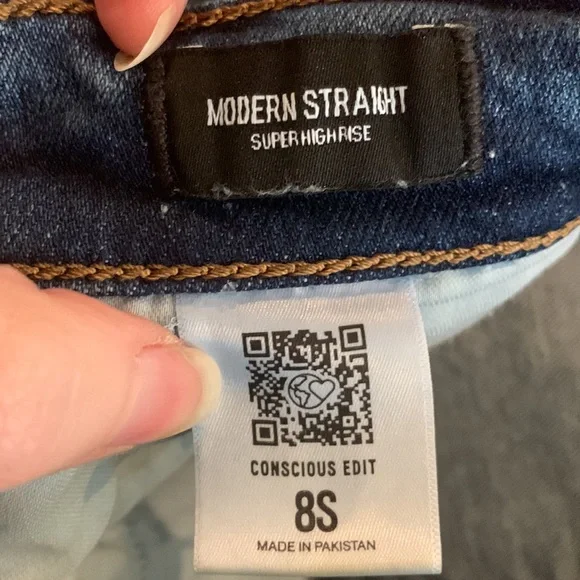 MODERN STRAIGHT
SUPER HIGH RISE
CONSCIOUS EDIT
8S
MADE IN PAKISTAN